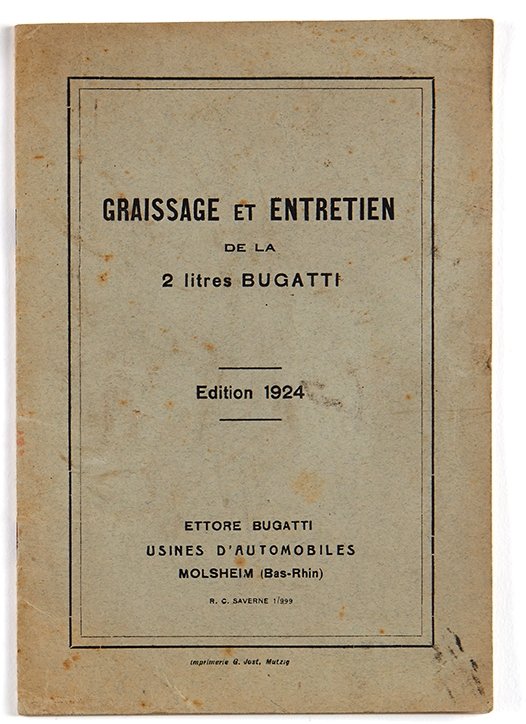 GRAISSAGE ET ENTRETIEN
DE LA
2 litres BUGATTI
Edition 1924
ETTORE BUGATTI
USINES D'AUTOMOBILES
MOLSHEIM (Bas-Rhin)
R. C. SAVERNE 1/999
Imprimerie G. Jost, Mutzig